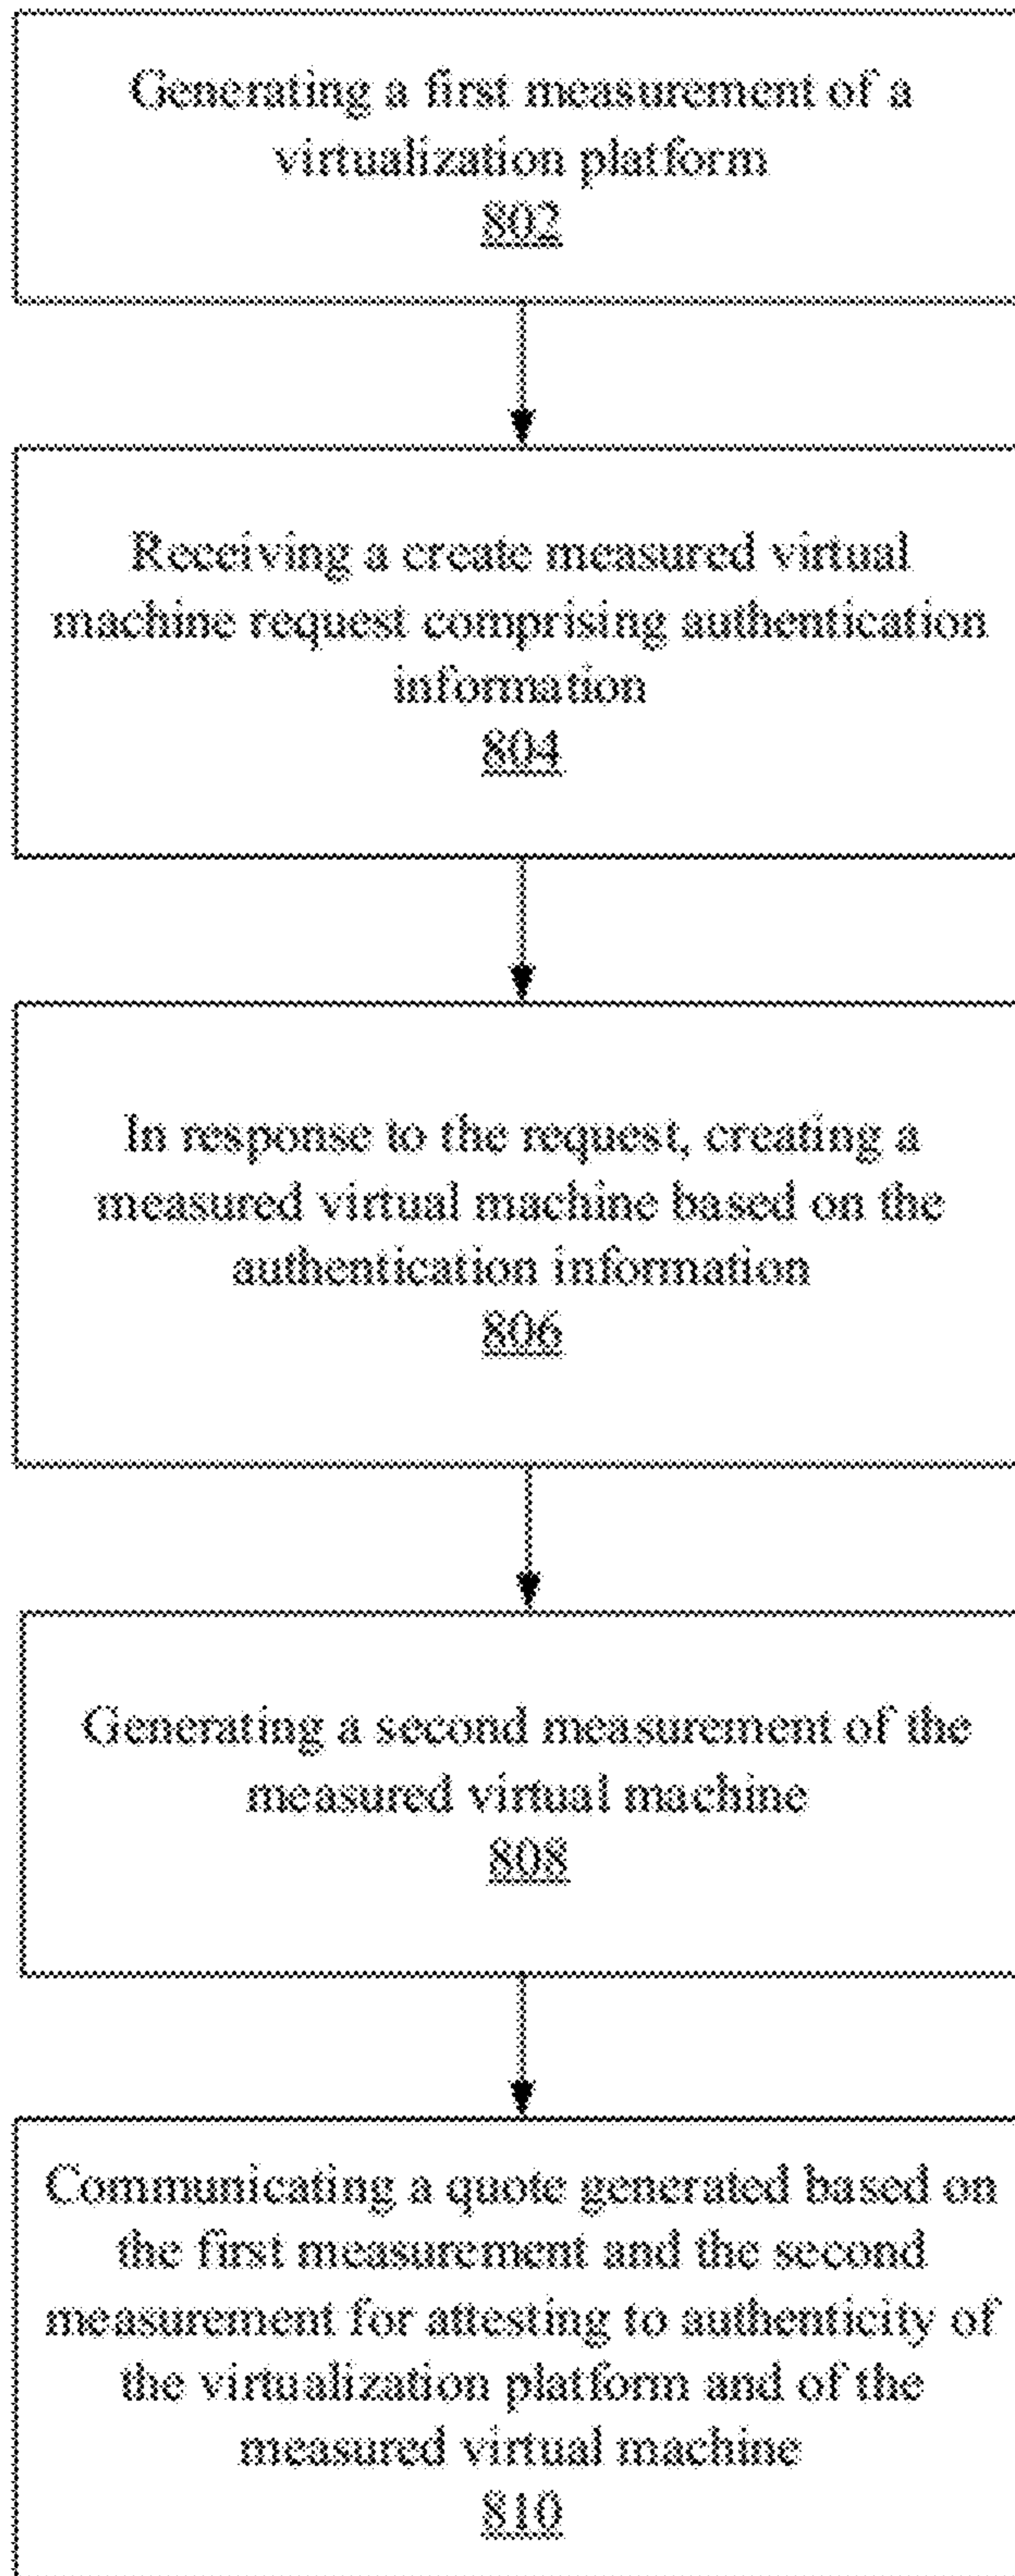 Generating a first measurement of a
virtualization platform
802
Receiving a create measured virtual
machine request comprising authentication
information
804
In response to the request, creating a
measured virtual machine based on the
authentication information
806
Generating a second measurement of the
measured virtual machine
808
Communicating a quote generated based on
the first measurement and the second
measurement for attesting to authenticity of
the virtualization platform and of the
measured virtual machine
810